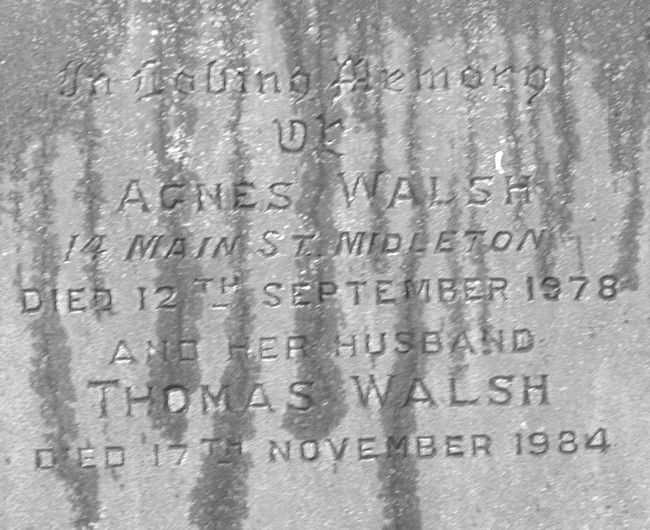 In Loving Memory
OF
AGNES WALSH
14 MAIN ST. MIDLETON
DIED 12TH SEPTEMBER 1978
AND HER HUSBAND
THOMAS WALSH
DIED 17TH NOVEMBER 1984